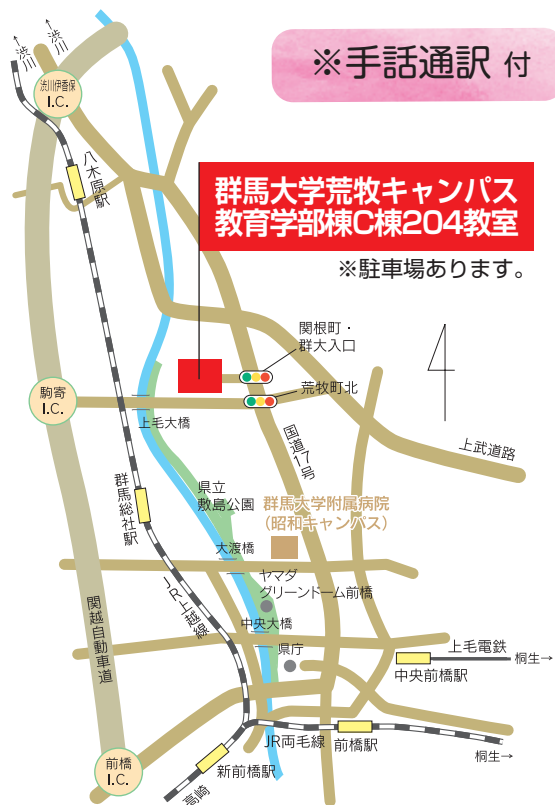 ※手話通訳 付
←渋川
←渋川
渋川伊香保
I.C.
八木原駅
群馬大学荒牧キャンパス
教育学部棟C棟204教室
※駐車場あります。
関根町・
群大入口
荒牧町北
駒寄
I.C.
上毛大橋
国道17号
上武道路
県立
敷島公園
群馬大学附属病院
(昭和キャンパス)
群馬総社駅
大渡橋
ヤマダ
グリーンドーム前橋
JR上越線
関越自動車道
中央大橋
県庁
上毛電鉄
桐生→
中央前橋駅
JR両毛線
前橋駅
桐生→
新前橋駅
前橋
I.C.
高崎